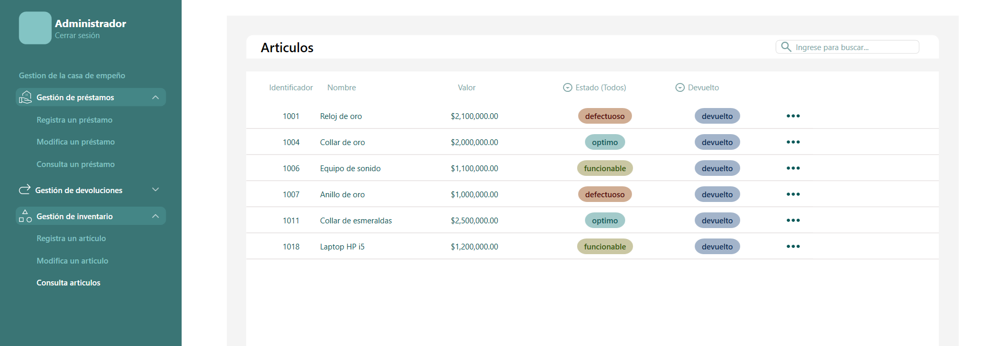 Administrador
Cerrar sesión
Gestion de la casa de empeño
Gestión de préstamos
Registra un préstamo
Modifica un préstamo
Consulta un préstamo
Gestión de devoluciones
Gestión de inventario
Registra un artículo
Modifica un articulo
Consulta articulos
Articulos
Ingrese para buscar...
Identificador Nombre Valor Estado (Todos) Devuelto
1001 Reloj de oro $2,100,000.00 defectuoso devuelto
1004 Collar de oro $2,000,000.00 optimo devuelto
1006 Equipo de sonido $1,100,000.00 funcionable devuelto
1007 Anillo de oro $1,000,000.00 defectuoso devuelto
1011 Collar de esmeraldas $2,500,000.00 optimo devuelto
1018 Laptop HP i5 $1,200,000.00 funcionable devuelto